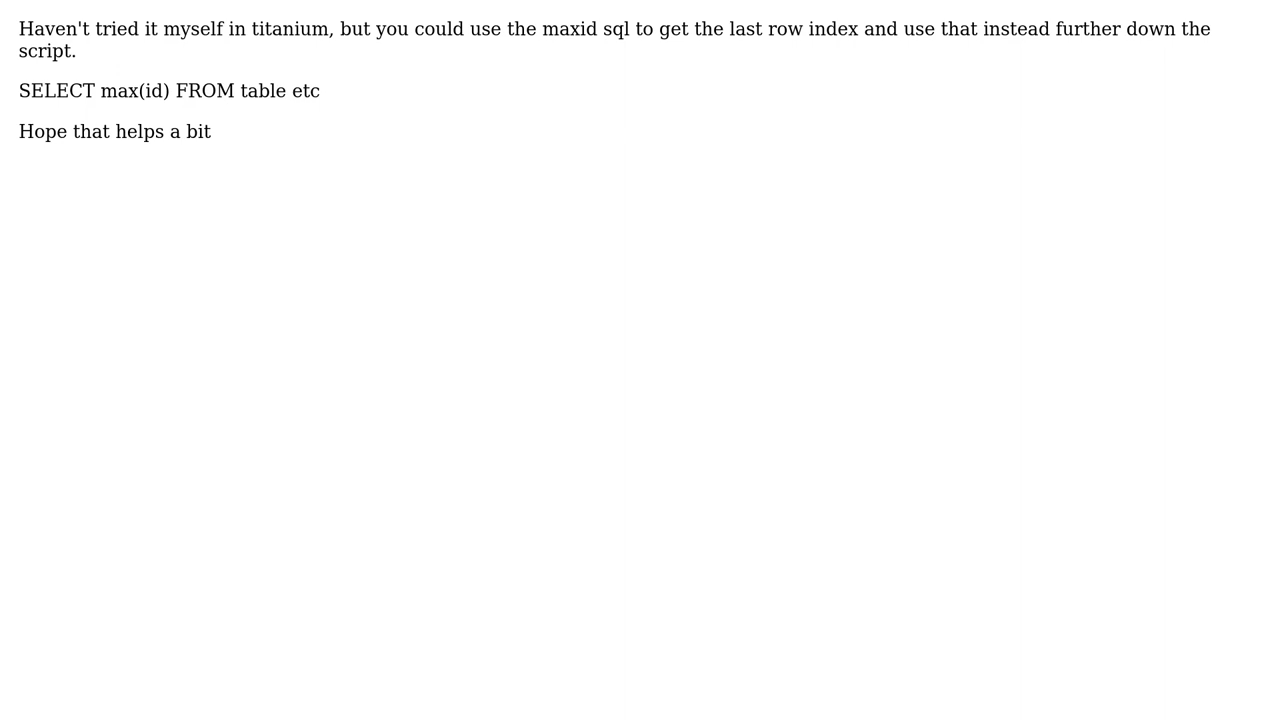 Haven't tried it myself in titanium, but you could use the maxid sql to get the last row index and use that instead further down the
script.
SELECT max(id) FROM table etc
Hope that helps a bit